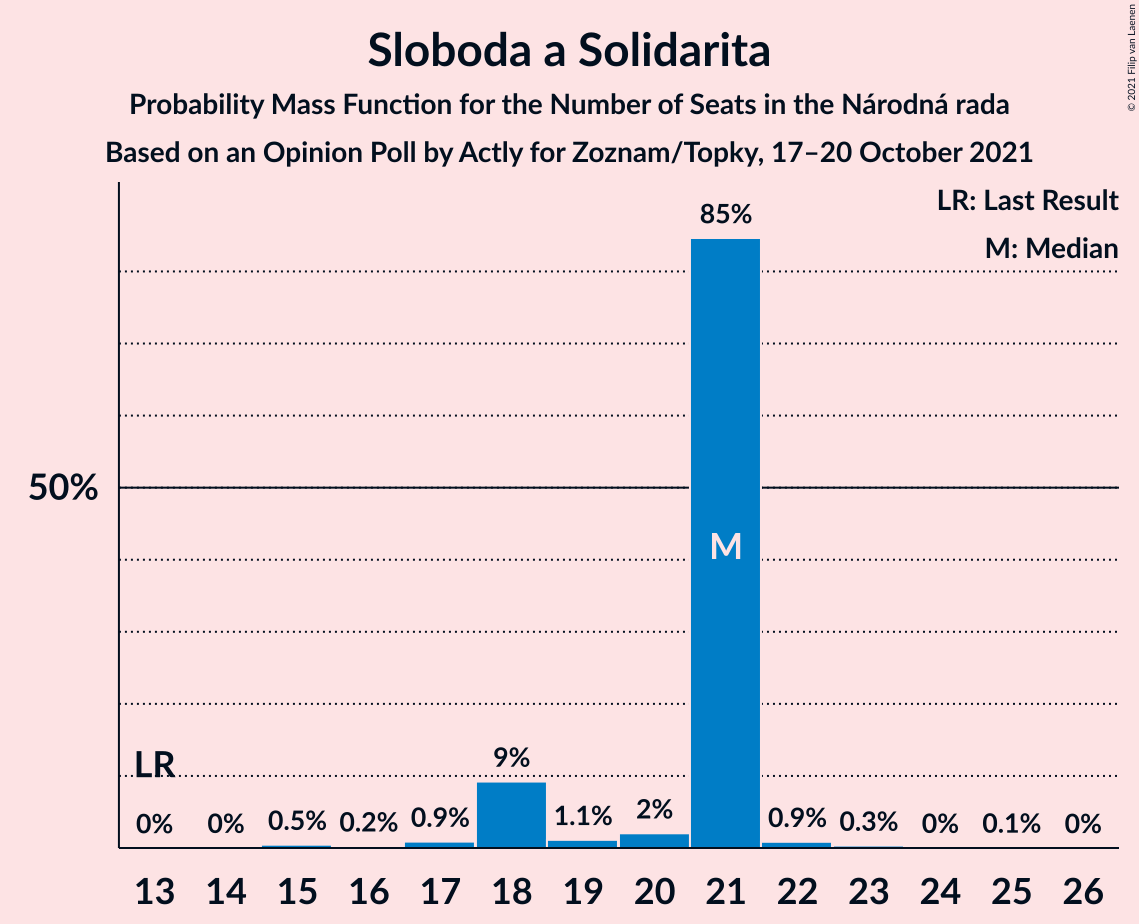 Sloboda a Solidarita
Probability Mass Function for the Number of Seats in the Národná rada
Based on an Opinion Poll by Actly for Zoznam/Topky, 17–20 October 2021
© 2021 Filip van Laenen
LR: Last Result
M: Median
85%
50%
M
LR
9%
0% 0% 0.5% 0.2% 0.9% 1.1% 2% 0.9% 0.3% 0% 0.1% 0%
13 14 15 16 17 18 19 20 21 22 23 24 25 26